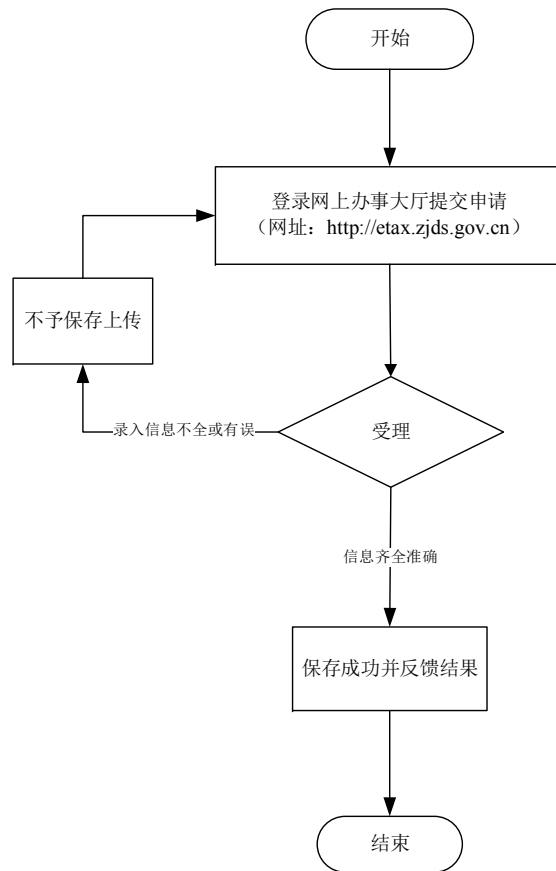 开始
登录网上办事大厅提交申请
（网址：http://etax.zjds.gov.cn）
不予保存上传
录入信息不全或有误
受理
信息齐全准确
保存成功并反馈结果
结束